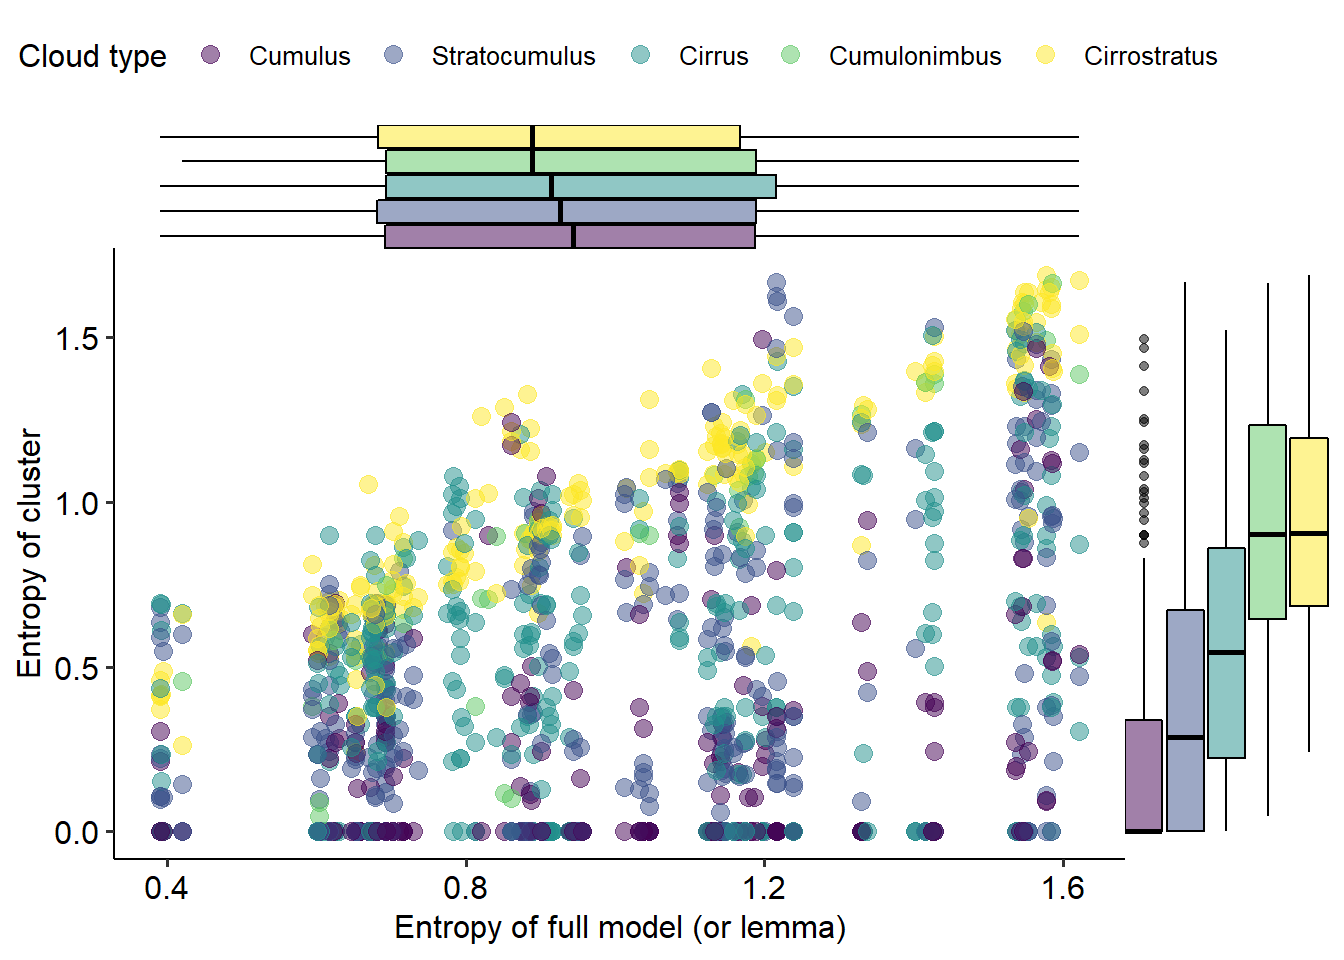 Cloud type Cumulus Stratocumulus Cirrus Cumulonimbus Cirrostratus
Entropy of cluster
1.5
1.0
0.5
0.0
0.4 0.8 1.2 1.6
Entropy of full model (or lemma)